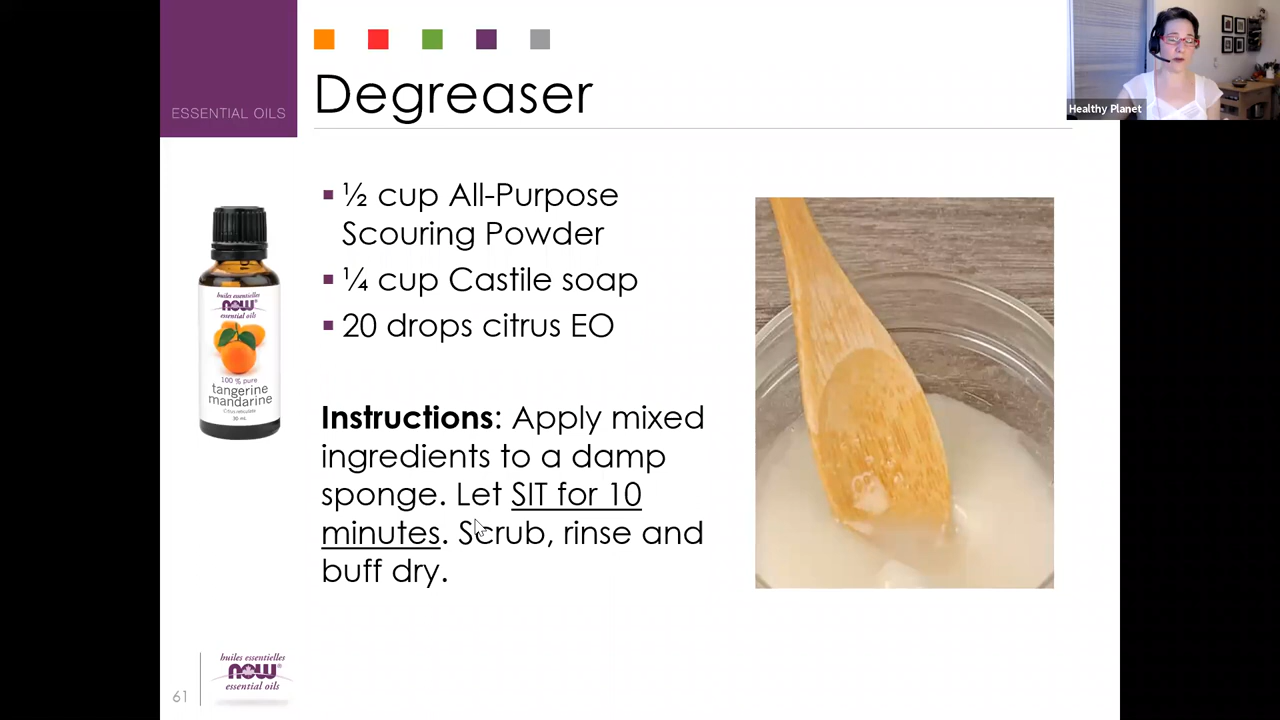 ESSENTIAL OILS
Degreaser
Healthy Planet
▪ ½ cup All-Purpose
Scouring Powder
▪ ¼ cup Castile soap
▪ 20 drops citrus EO
Instructions: Apply mixed
ingredients to a damp
sponge. Let SIT for 10
minutes. Scrub, rinse and
buff dry.
huiles essentielles
now
essential oils
100 % pure
tangerine
mandarine
Citrus reticulata
30 mL
huiles essentielles
now
essential oils
61